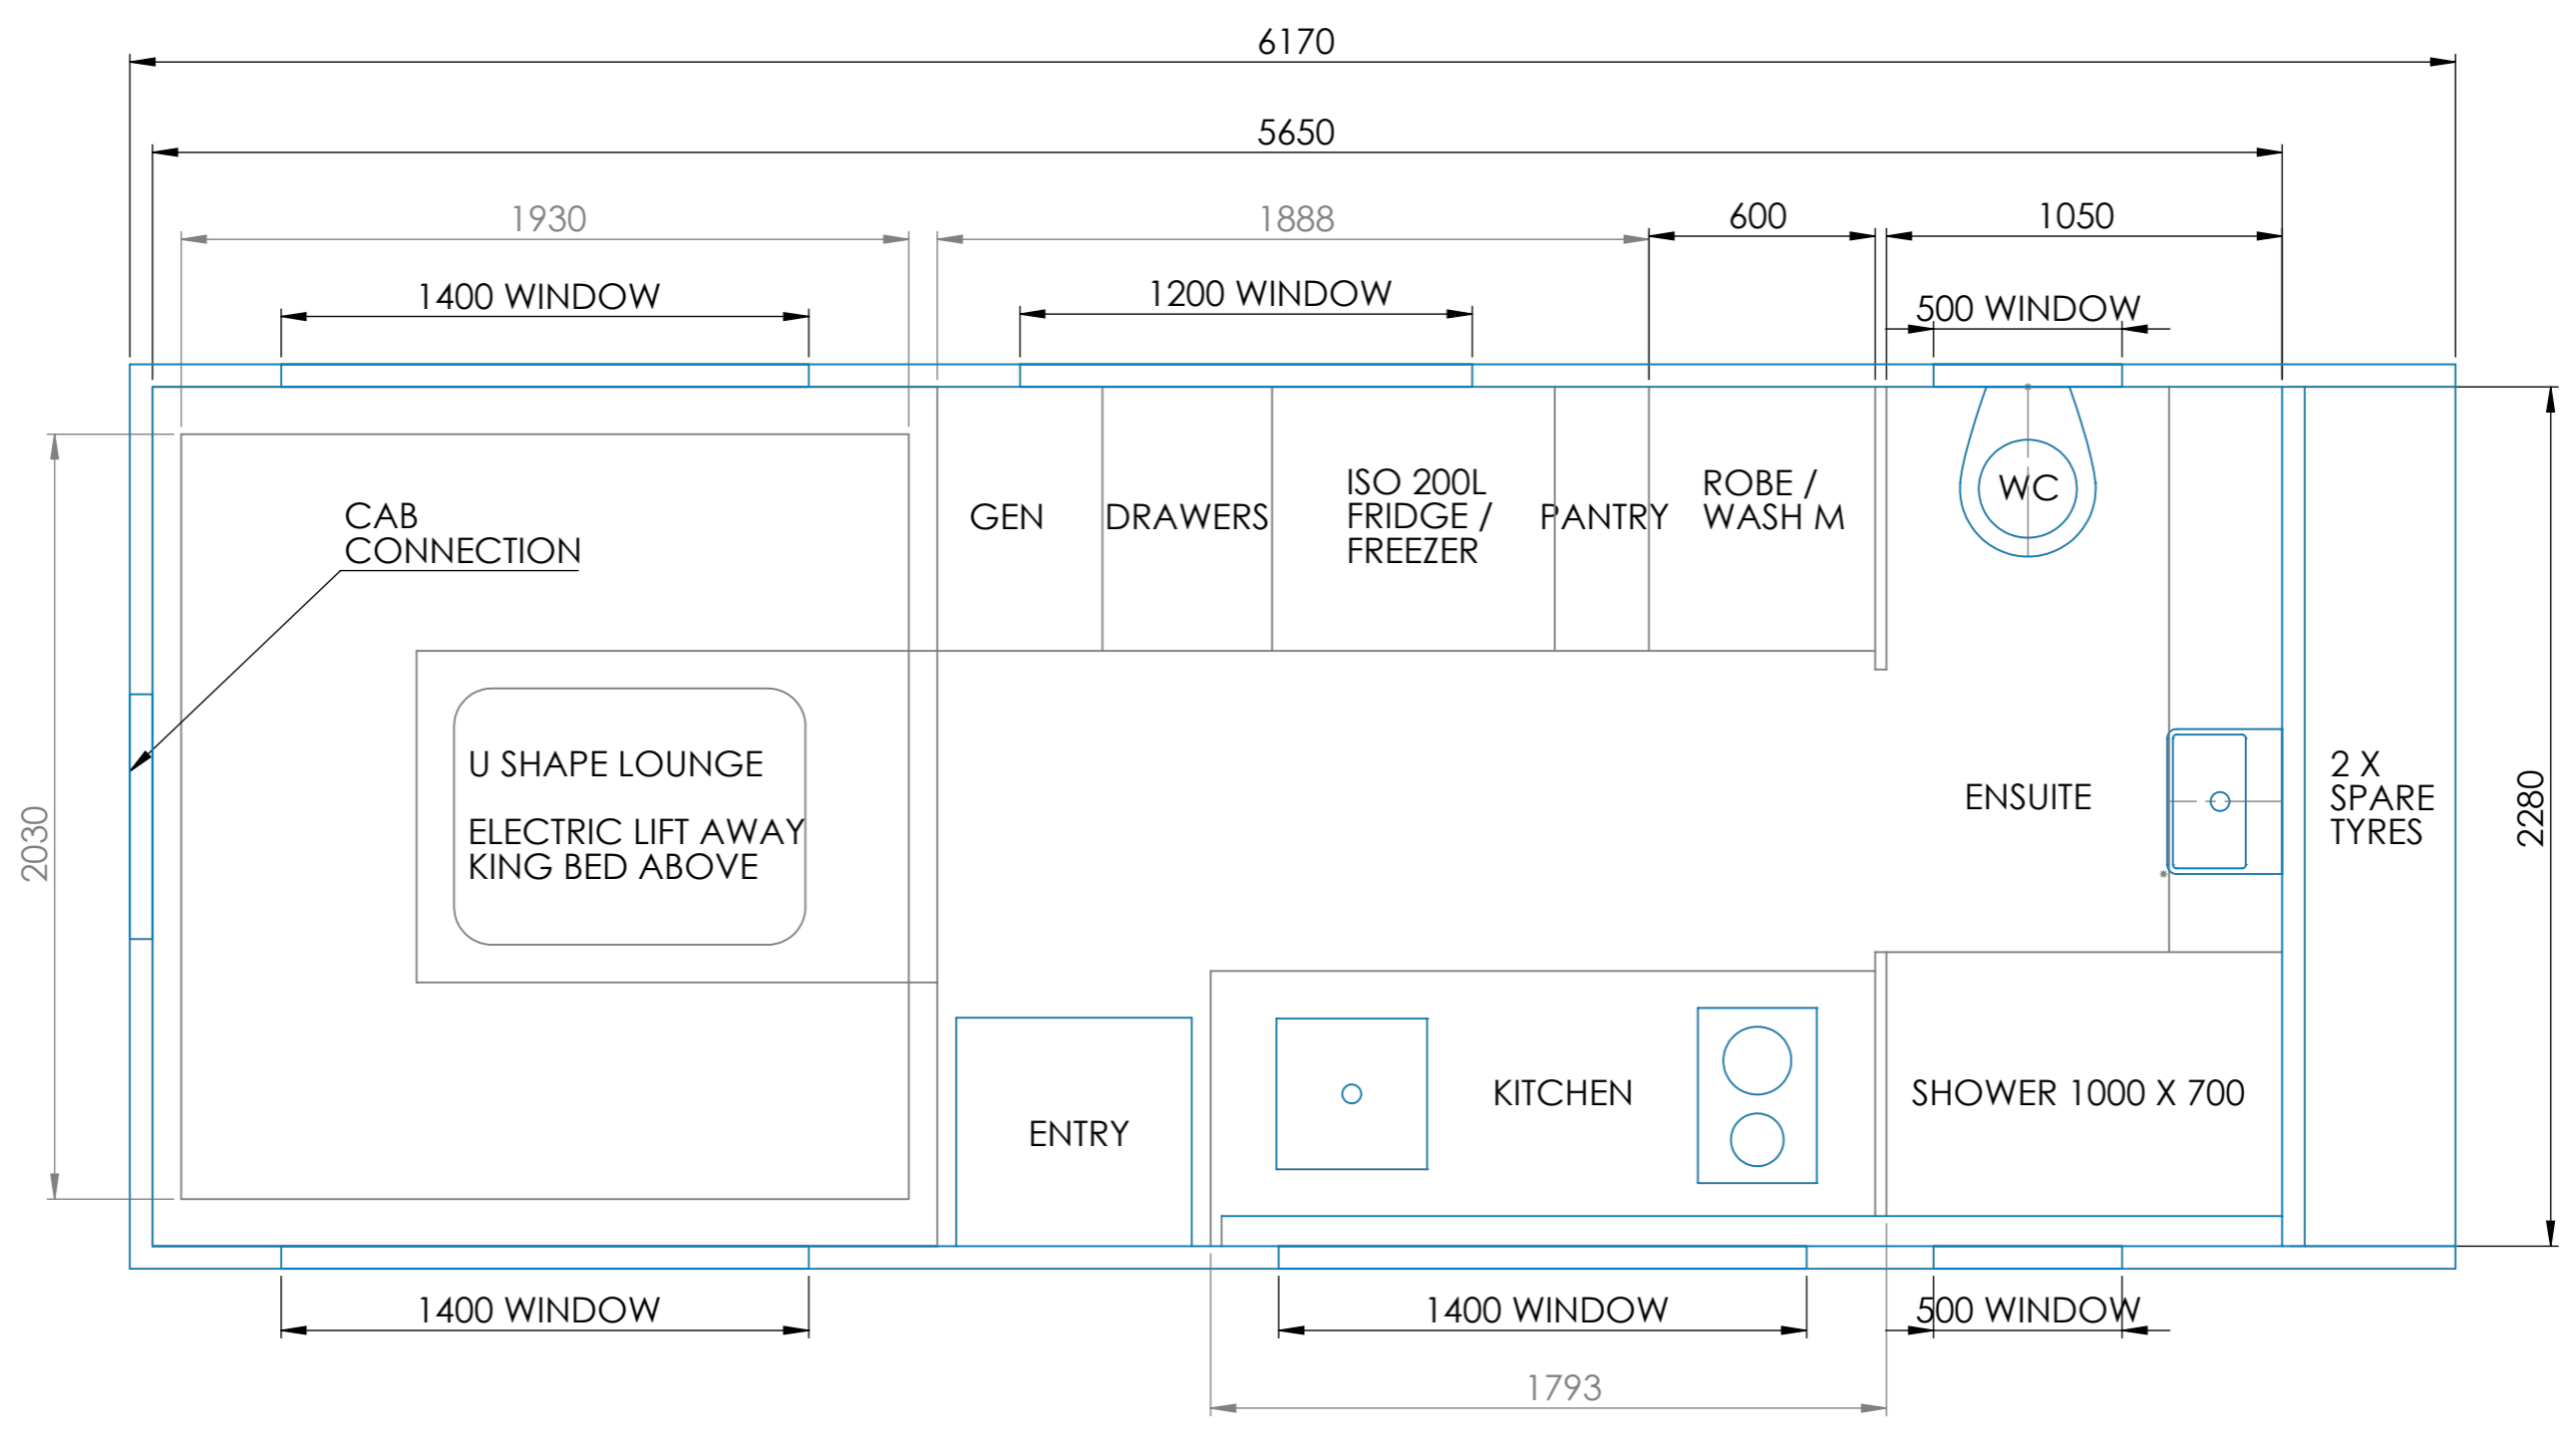 6170
5650
1930
1888
600
1050
1400 WINDOW
1200 WINDOW
500 WINDOW
CAB
CONNECTION
GEN
DRAWERS
ISO 200L
FRIDGE /
FREEZER
PANTRY
ROBE /
WASH M
WC
2030
U SHAPE LOUNGE
ELECTRIC LIFT AWAY
KING BED ABOVE
ENSUITE
2 X
SPARE
TYRES
2280
ENTRY
KITCHEN
SHOWER 1000 X 700
1400 WINDOW
1400 WINDOW
500 WINDOW
1793